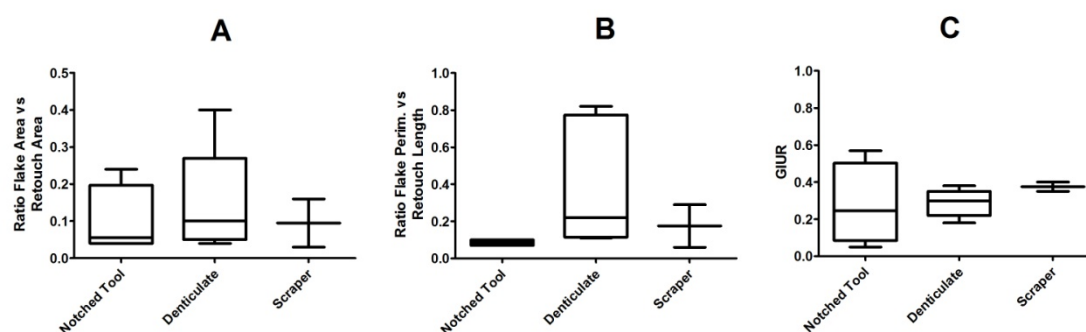 A
B
C
Ratio Flake Area vs
Retouch Area
0.5
0.4
0.3
0.2
0.1
0.0
Notched Tool
Denticulate
Scraper
Ratio Flake Perim. vs
Retouch Length
1.0
0.8
0.6
0.4
0.2
0.0
Notched Tool
Denticulate
Scraper
GIUR
1.0
0.8
0.6
0.4
0.2
0.0
Notched Tool
Denticulate
Scraper